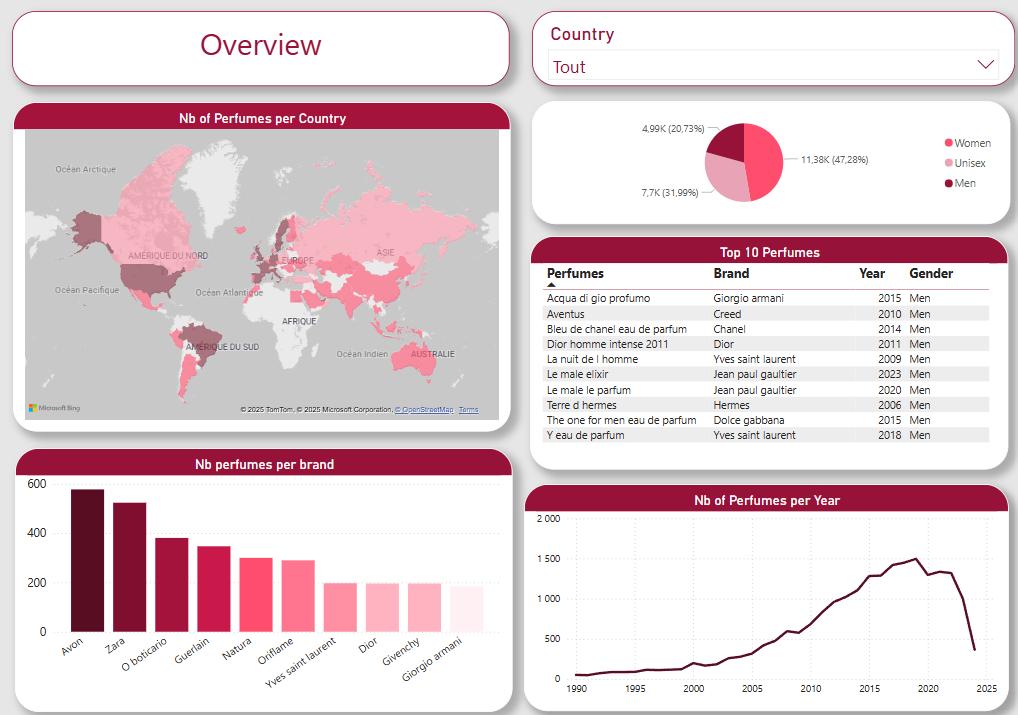 Overview
Country
Tout
Nb of Perfumes per Country
Océan Arctique
AMÉRIQUE DU NORD
EUROPE
ASIE
Océan Pacifique
Océan Atlantique
AFRIQUE
AMÉRIQUE DU SUD
Océan Indien
AUSTRALIE
Microsoft Bing
© 2025 TomTom, © 2025 Microsoft Corporation, © OpenStreetMap Terms
4,99K (20,73%)
11,38K (47,28%)
7,7K (31,99%)
Women
Unisex
Men
Top 10 Perfumes
Perfumes Brand Year Gender
Acqua di gio profumo Giorgio armani 2015 Men
Aventus Creed 2010 Men
Bleu de chanel eau de parfum Chanel 2014 Men
Dior homme intense 2011 Dior 2011 Men
La nuit de l homme Yves saint laurent 2009 Men
Le male elixir Jean paul gaultier 2023 Men
Le male le parfum Jean paul gaultier 2020 Men
Terre d hermes Hermes 2006 Men
The one for men eau de parfum Dolce gabbana 2015 Men
Y eau de parfum Yves saint laurent 2018 Men
Nb perfumes per brand
600
400
200
0
Avon
Zara
O boticario
Guerlain
Natura
Oriflame
Yves saint laurent
Dior
Givenchy
Giorgio armani
Nb of Perfumes per Year
2 000
1 500
1 000
500
0
1990 1995 2000 2005 2010 2015 2020 2025